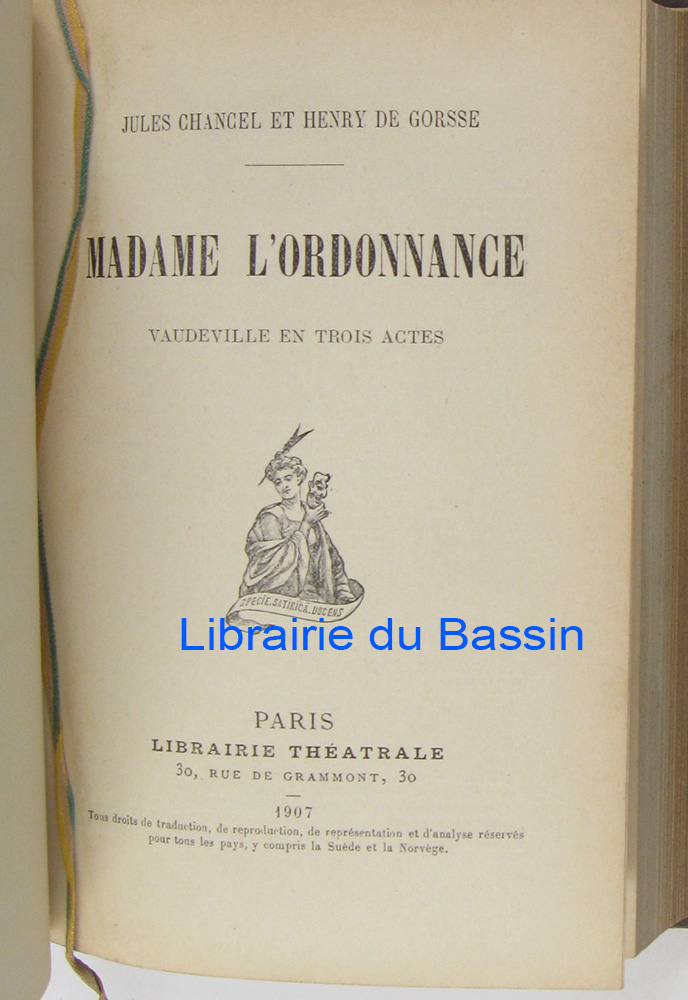 JULES CHANCEL ET HENRY DE GORSSE
MADAME L'ORDONNANCE
VAUDEVILLE EN TROIS ACTES
SPECIE.SATIRICA.DOCENS
Librairie du Bassin
PARIS
LIBRAIRIE THÉATRALE
30, RUE DE GRAMMONT, 30
1907
Tous droits de traduction, de reproduction, de représentation et d'analyse réservés
pour tous les pays, y compris la Suède et la Norvège.